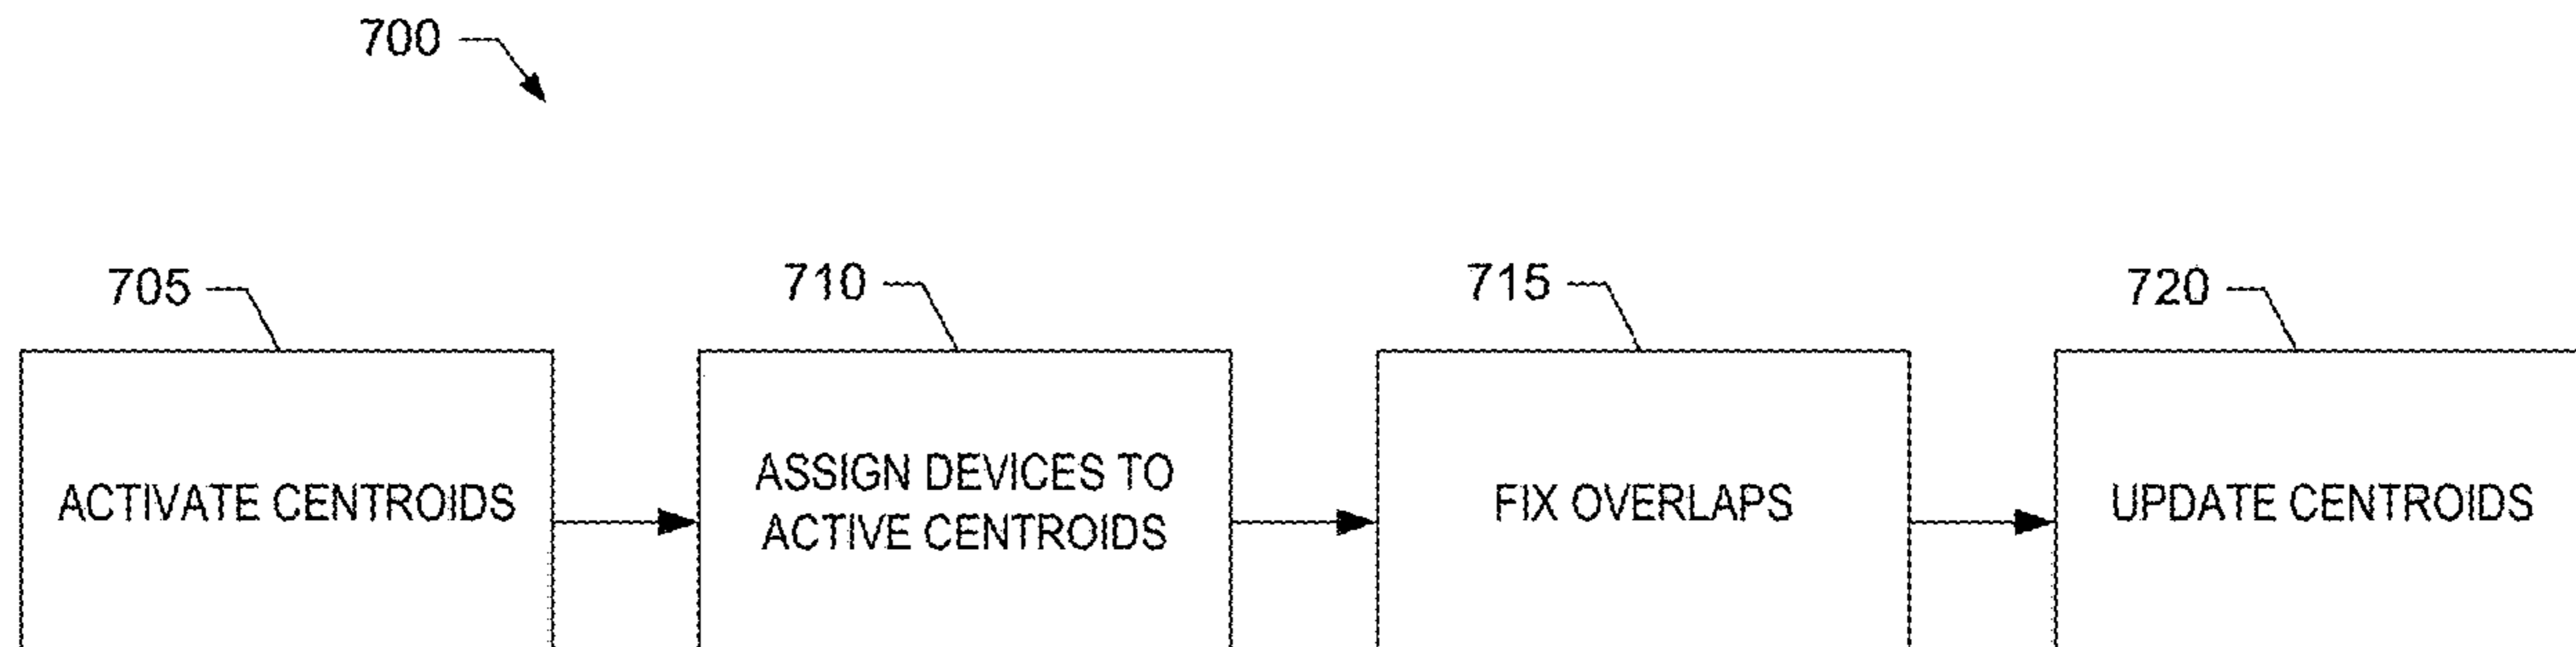 700
705
710
715
720
ACTIVATE CENTROIDS
ASSIGN DEVICES TO
ACTIVE CENTROIDS
FIX OVERLAPS
UPDATE CENTROIDS